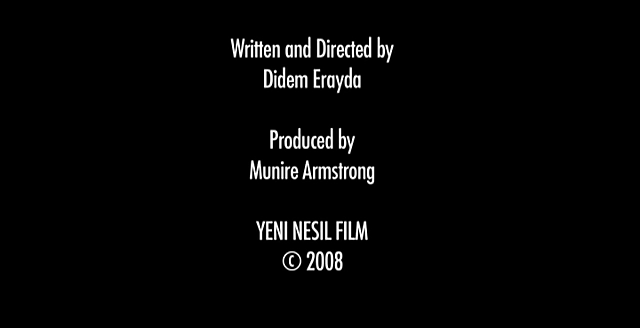 Written and Directed by
Didem Erayda
Produced by
Munire Armstrong
YENI NESIL FILM
© 2008